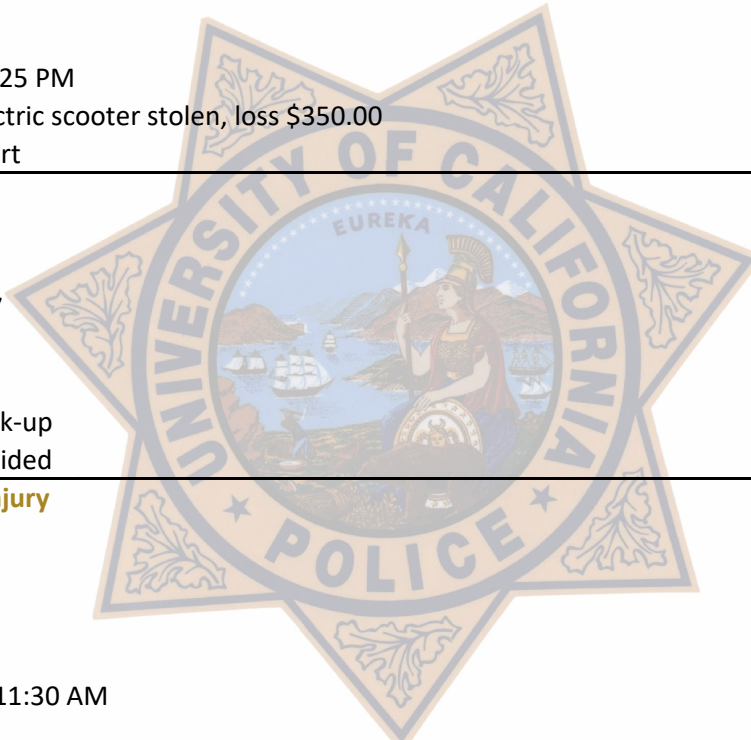 25 PM
ctric scooter stolen, loss $350.00
rt
UNIVERSITY OF CALIFORNIA
EUREKA
k-up
ided
jury
POLICE
11:30 AM